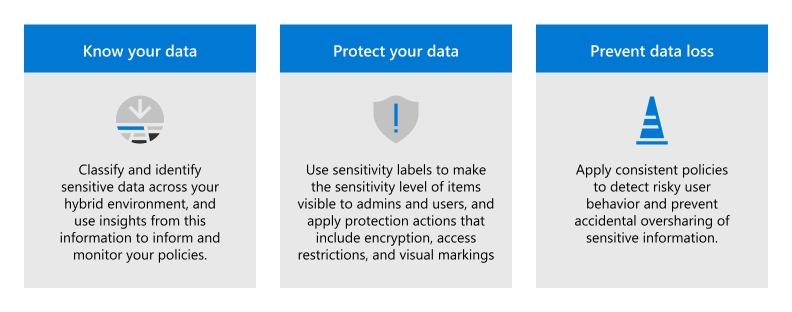 Know your data
Classify and identify
sensitive data across your
hybrid environment, and
use insights from this
information to inform and
monitor your policies.
Protect your data
Use sensitivity labels to make
the sensitivity level of items
visible to admins and users, and
apply protection actions that
include encryption, access
restrictions, and visual markings
Prevent data loss
Apply consistent policies
to detect risky user
behavior and prevent
accidental oversharing of
sensitive information.